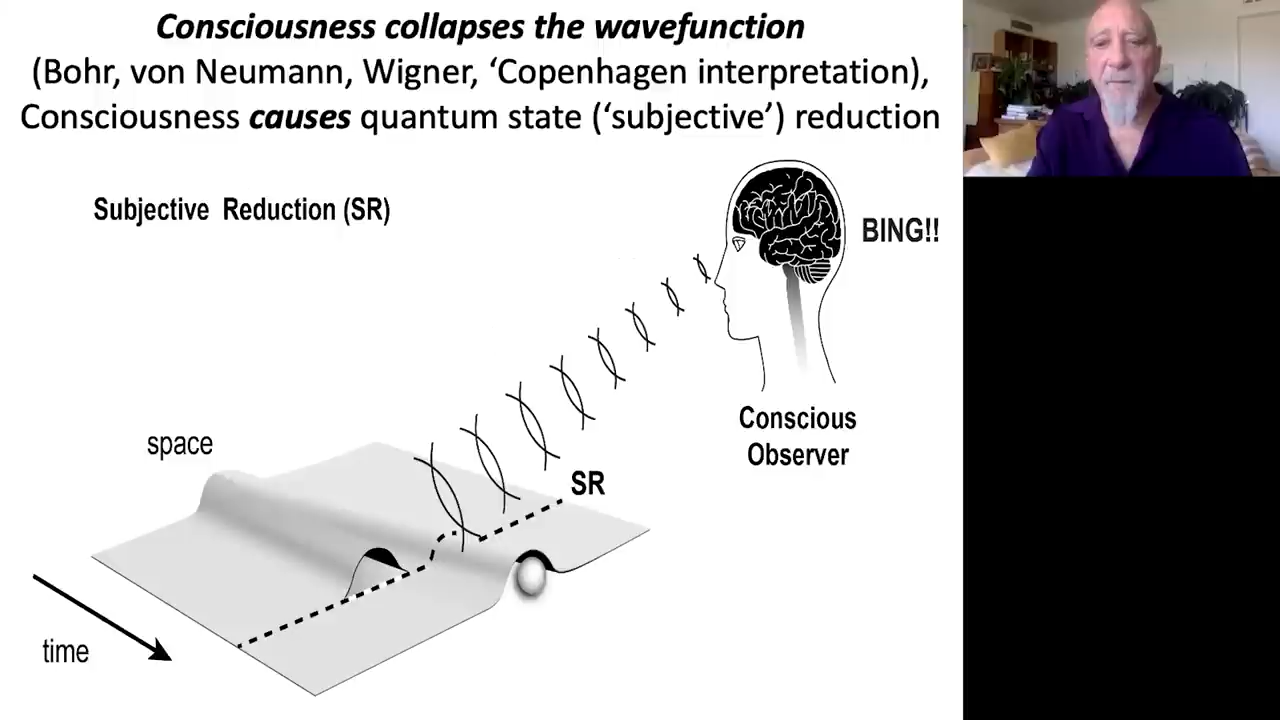 Consciousness collapses the wavefunction
(Bohr, von Neumann, Wigner, ‘Copenhagen interpretation),
Consciousness causes quantum state (‘subjective’) reduction
Subjective Reduction (SR)
BING!!
Conscious
Observer
space
SR
time